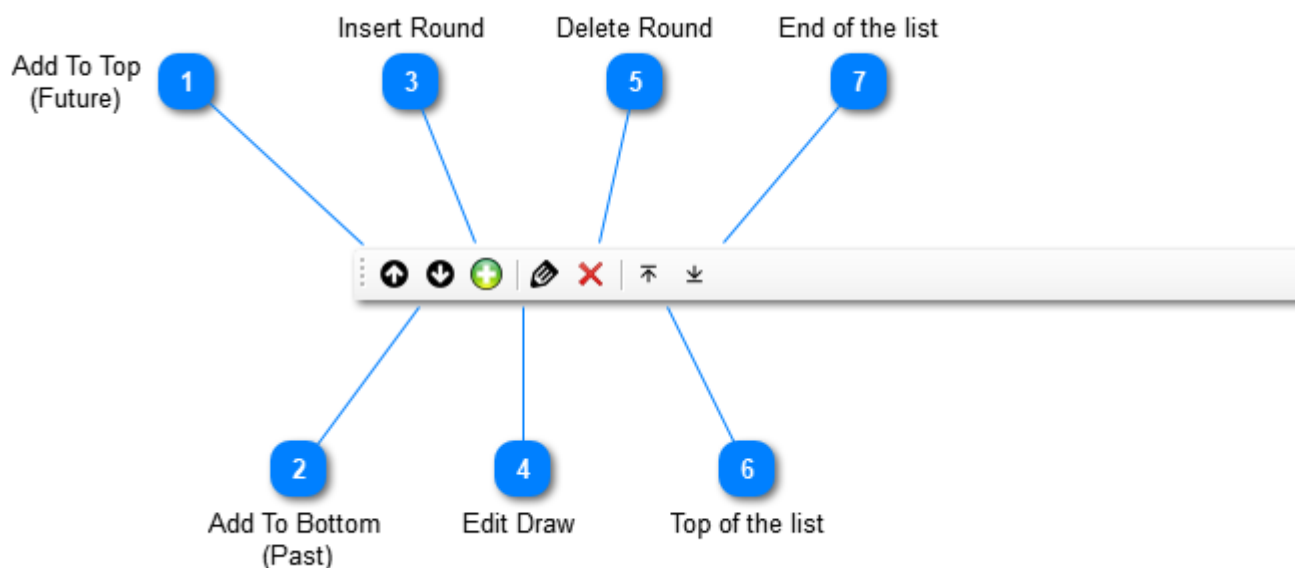 Insert Round
Delete Round
End of the list
Add To Top
(Future)
1
3
5
7
2
4
6
Add To Bottom
(Past)
Edit Draw
Top of the list